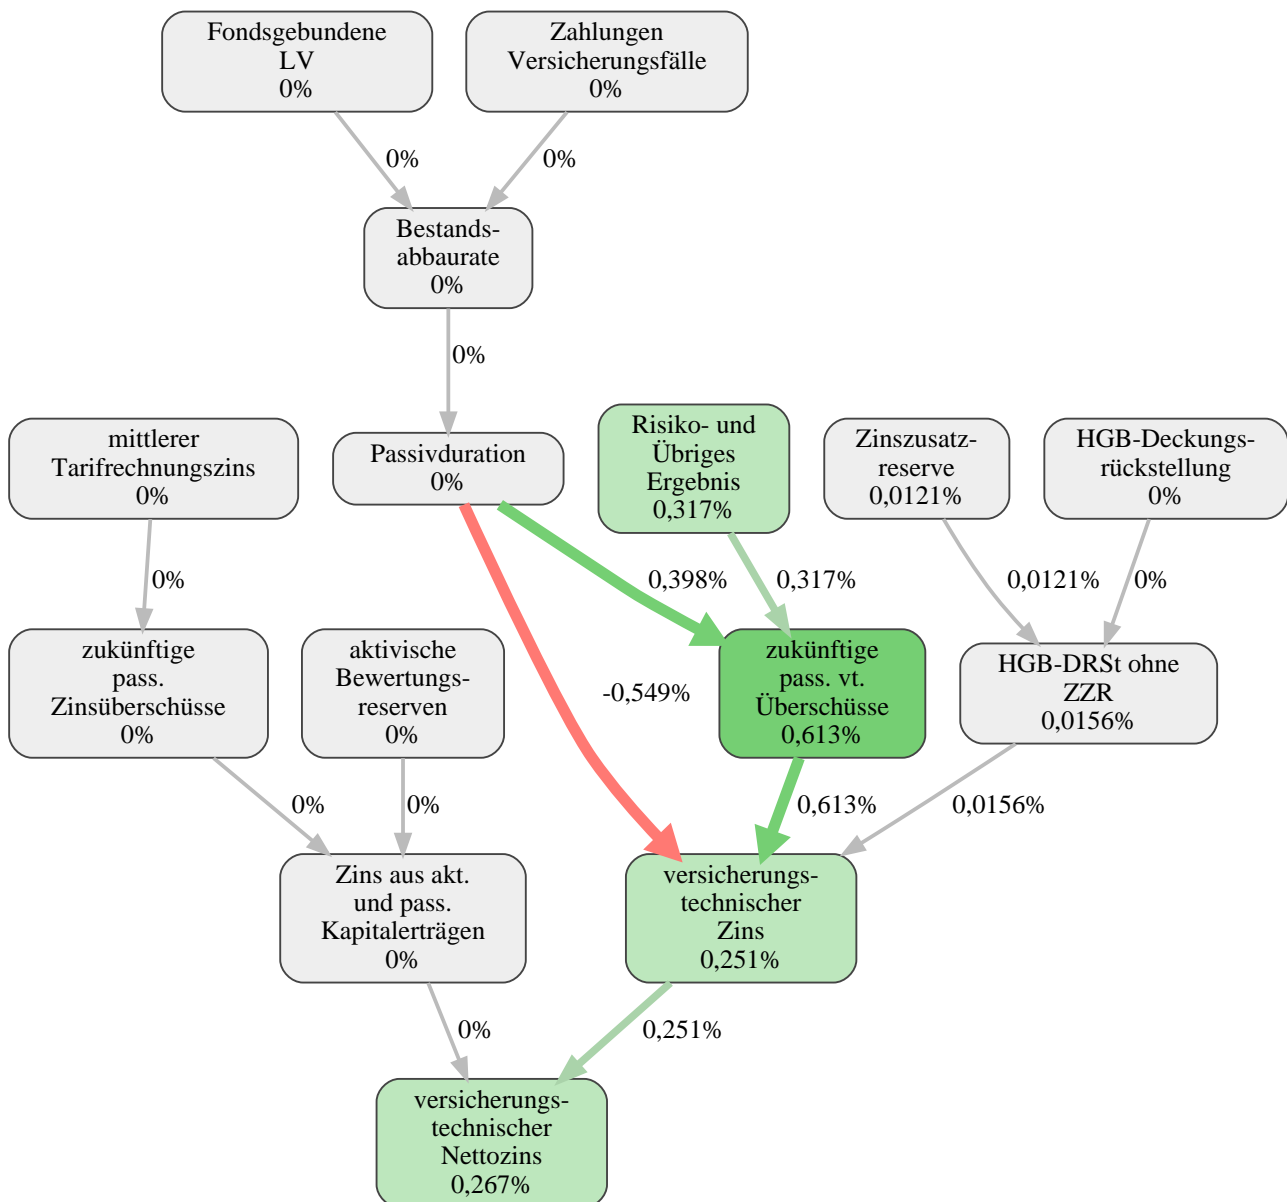 Fondsgebundene
LV
0%
Zahlungen
Versicherungsfälle
0%
0%
0%
Bestands-
abbaurate
0%
0%
mittlerer
Tarifrechnungszins
0%
Passivduration
0%
Risiko- und
Übriges
Ergebnis
0,317%
Zinszusatz-
reserve
0,0121%
HGB-Deckungs-
rückstellung
0%
0%
0,398%
0,317%
0,0121%
0%
zukünftige
pass.
Zinsüberschüsse
0%
aktivische
Bewertungs-
reserven
0%
-0,549%
zukünftige
pass. vt.
Überschüsse
0,613%
HGB-DRSt ohne
ZZR
0,0156%
0%
0%
0,613%
0,0156%
Zins aus akt.
und pass.
Kapitalerträgen
0%
versicherungs-
technischer
Zins
0,251%
0%
0,251%
versicherungs-
technischer
Nettozins
0,267%